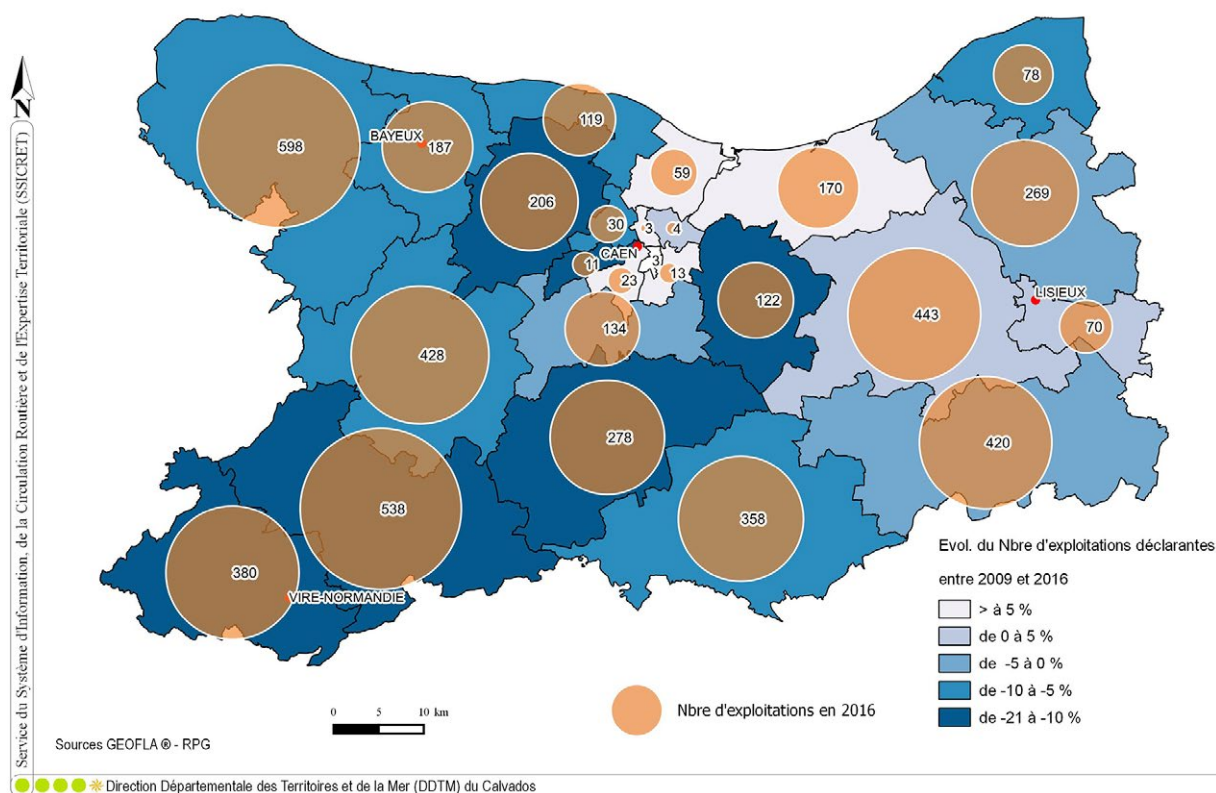 N
Service du Système d'Information, de la Circulation Routière et de l'Expertise Territoriale (SSICRET)
78
119
BAYEUX
598
187
59
170
269
206
30
3
4
CAEN
3
11
13
23
LISIEUX
122
443
70
134
428
278
420
538
358
380
VIRE-NORMANDIE
Evol. du Nbre d'exploitations déclarantes
entre 2009 et 2016
> à 5 %
de 0 à 5 %
de -5 à 0 %
de -10 à -5 %
de -21 à -10 %
0 5 10 km
Nbre d'exploitations en 2016
Sources GEOFLA ® - RPG
Direction Départementale des Territoires et de la Mer (DDTM) du Calvados